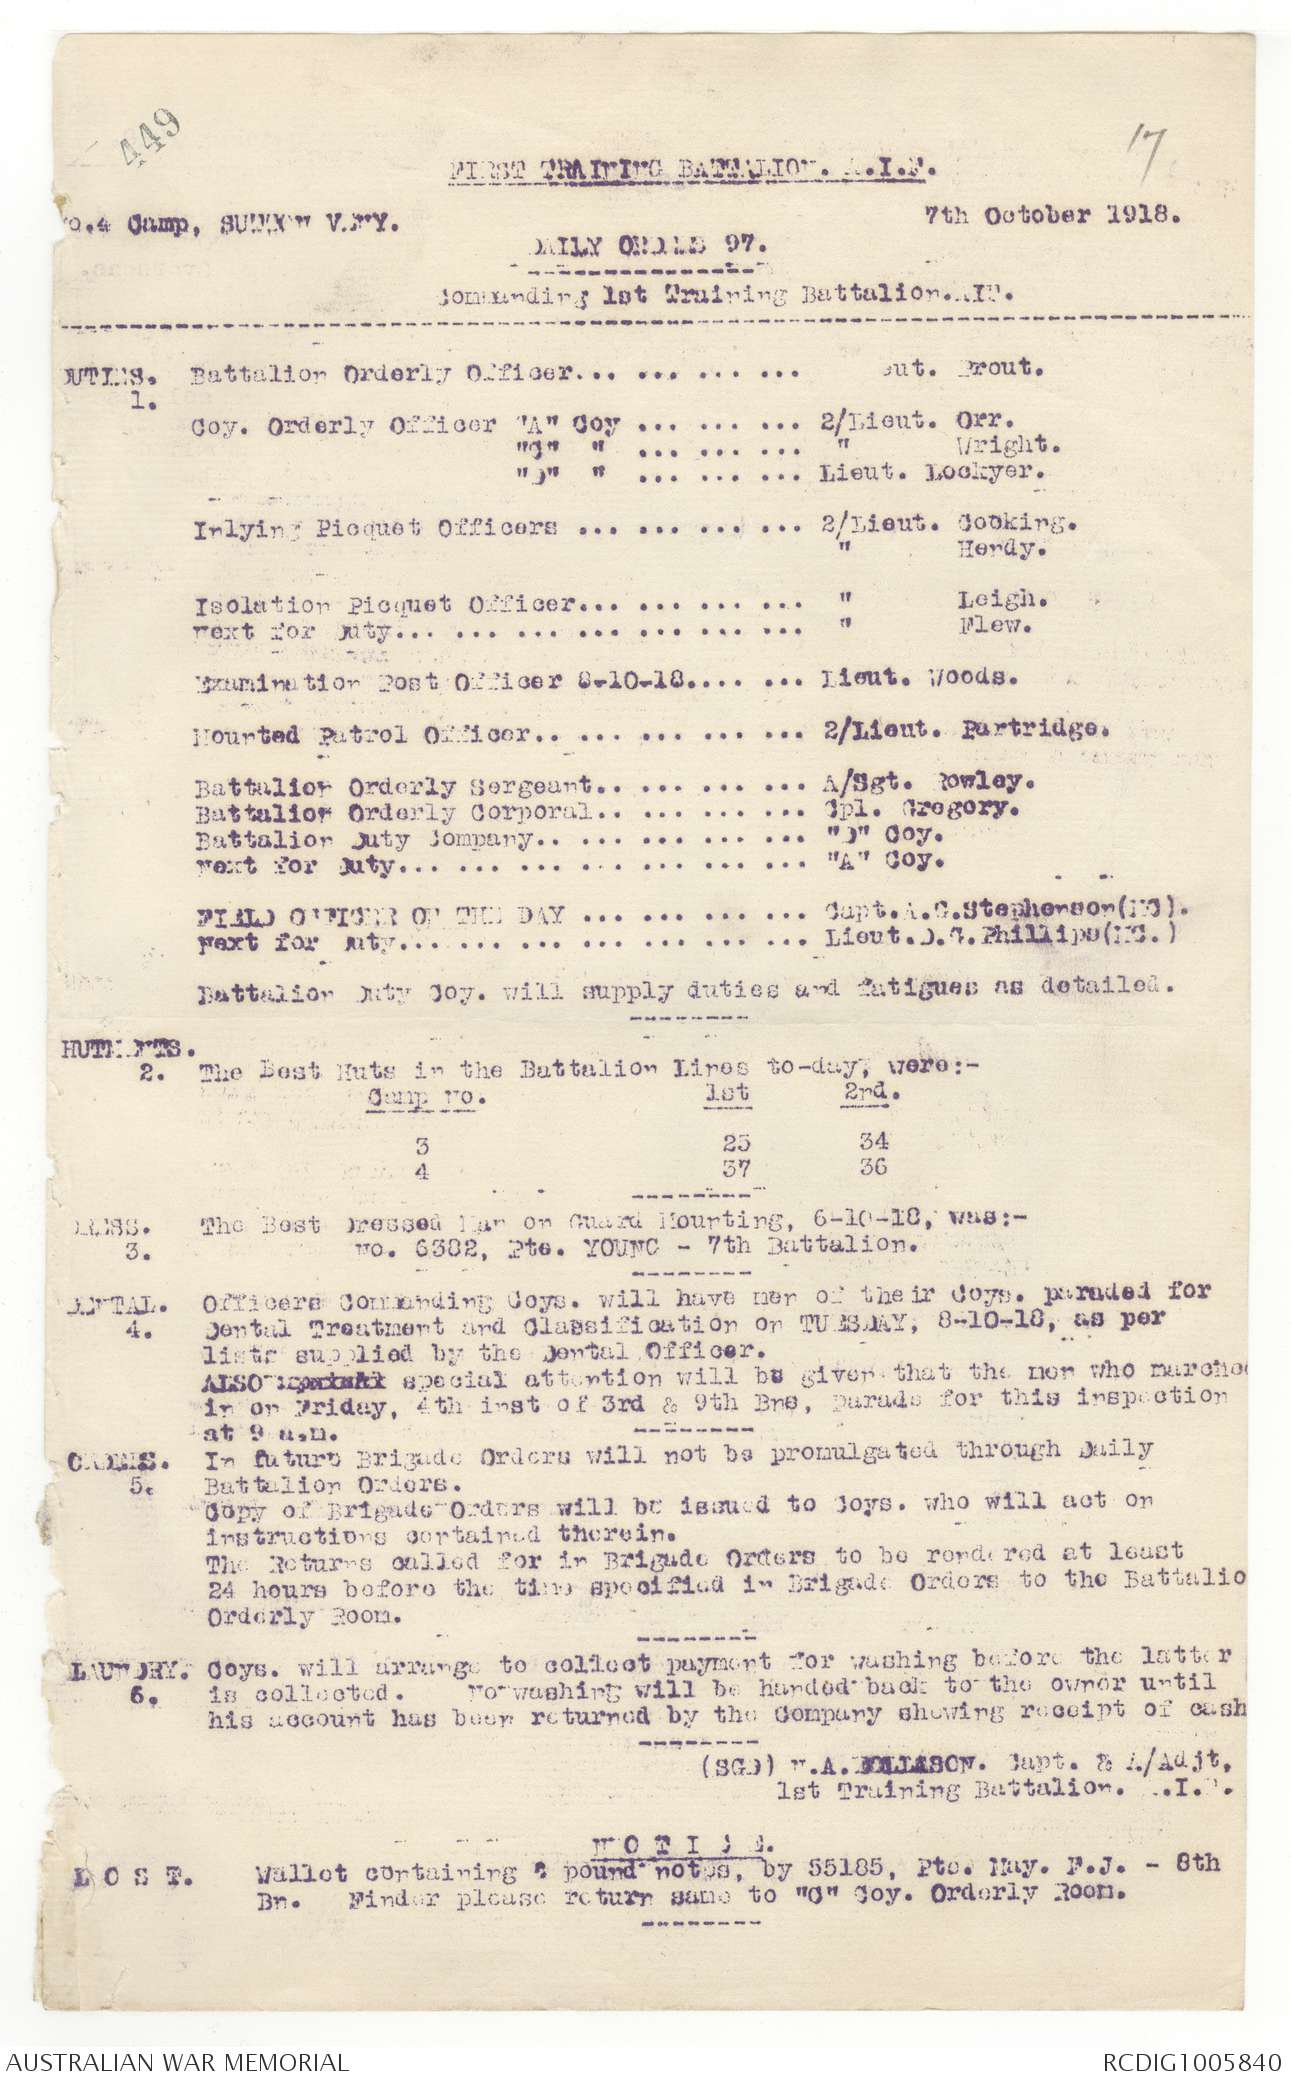 449
17
FIRST TRAINING BATTALION. A.I.F.
No.4 Camp, SUTTON VENY.
7th October 1918.
DAILY ORDERS 97.
Commanding 1st Training Battalion.AIF.
DUTIES. Battalion Orderly Officer... ... ... ... Lieut. Prout.
1.
Coy. Orderly Officer "A" Coy ... ... ... 2/Lieut. Orr.
"C" " ... ... ... " Wright.
"D" " ... ... ... Lieut. Lockyer.
Inlying Picquet Officers ... ... ... ... 2/Lieut. Cocking.
" Hendy.
Isolation Picquet Officer... ... ... ... " Leigh.
Next for Duty... ... ... ... ... ... ... " Flew.
Examination Post Officer 8-10-18.... ... Lieut. Woods.
Mounted Patrol Officer.. ... ... ... ... 2/Lieut. Partridge.
Battalion Orderly Sergeant.. ... ... ... A/Sgt. Rowley.
Battalion Orderly Corporal.. ... ... ... Cpl. Gregory.
Battalion Duty Company.. ... ... ... ... "D" Coy.
Next for Duty... ... ... ... ... ... ... "A" Coy.
FIELD OFFICER OF THE DAY ... ... ... ... Capt.A.G.Stephenson(MC).
Next for Duty... ... ... ... ... ... ... Lieut.D.G.Phillips(MC.)
Battalion Duty Coy. will supply duties and fatigues as detailed.
HUTMENTS.
2. The Best Huts in the Battalion Lines to-day, were:-
Camp No. 1st 2nd.
3 25 34
4 37 36
DRESS. The Best Dressed Man on Guard Mounting, 6-10-18, was:-
3. No. 6382, Pte. YOUNG - 7th Battalion.
DENTAL. Officers Commanding Coys. will have men of their Coys. paraded for
4. Dental Treatment and Classification on TUESDAY, 8-10-18, as per
lists supplied by the Dental Officer.
ALSO special attention will be given that the men who marched
in on Friday, 4th inst of 3rd & 9th Bns, parade for this inspection
at 9 a.m.
ORDERS. In future Brigade Orders will not be promulgated through Daily
5. Battalion Orders.
Copy of Brigade Orders will be issued to Coys. who will act on
instructions contained therein.
The Returns called for in Brigade Orders to be rendered at least
24 hours before the time specified in Brigade Orders to the Battalio
Orderly Room.
LAUNDRY. Coys. will arrange to collect payment for washing before the latter
6. is collected. No washing will be handed back to the owner until
his account has been returned by the Company showing receipt of cash
(SGD) Capt. & A/Adjt,
1st Training Battalion. A.I.F.
N O T I C E.
L O S T. Wallet containing pound notes, by 55185, Pte. May. F.J. - 8th
Bn. Finder please return same to "C" Coy. Orderly Room.
AUSTRALIAN WAR MEMORIAL
RCDIG1005840